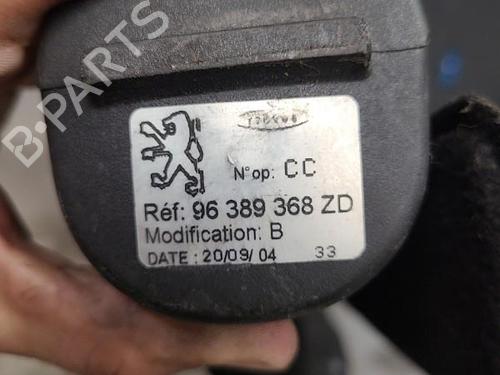 B-PARTS
N°op: CC
Réf: 96 389 368 ZD
Modification: B
DATE : 20/09/ 04 33